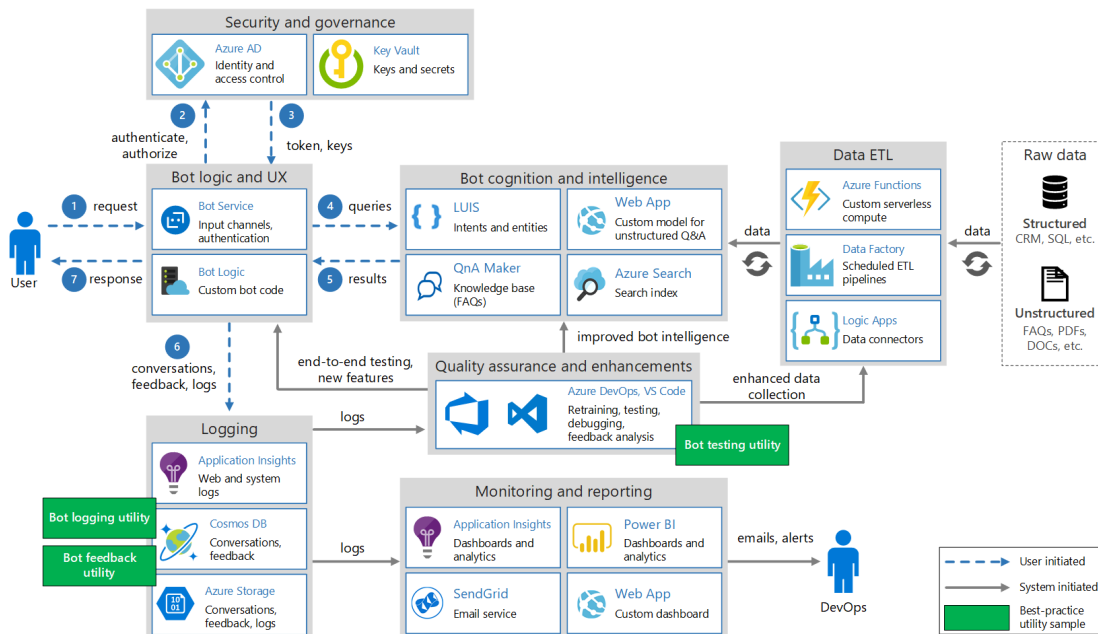 Security and governance
Azure AD
Identity and
access control
Key Vault
Keys and secrets
2
3
authenticate,
authorize
token, keys
Bot logic and UX
Bot Service
Input channels,
authentication
Bot Logic
Custom bot code
1
request
7
response
User
4
queries
5
results
Bot cognition and intelligence
LUIS
Intents and entities
Web App
Custom model for
unstructured Q&A
QnA Maker
Knowledge base
(FAQs)
Azure Search
Search index
data
Data ETL
Azure Functions
Custom serverless
compute
Data Factory
Scheduled ETL
pipelines
Logic Apps
Data connectors
data
Raw data
Structured
CRM, SQL, etc.
Unstructured
FAQs, PDFs,
DOCs, etc.
6
conversations,
feedback, logs
end-to-end testing,
new features
improved bot intelligence
Quality assurance and enhancements
Azure DevOps, VS Code
Retraining, testing,
debugging,
feedback analysis
Bot testing utility
enhanced data
collection
logs
Logging
Application Insights
Web and system
logs
Cosmos DB
Conversations,
feedback
Azure Storage
Conversations,
feedback, logs
10
01
Bot logging utility
Bot feedback
utility
logs
Monitoring and reporting
Application Insights
Dashboards and
analytics
Power BI
Dashboards and
analytics
SendGrid
Email service
Web App
Custom dashboard
emails, alerts
DevOps
User initiated
System initiated
Best-practice
utility sample